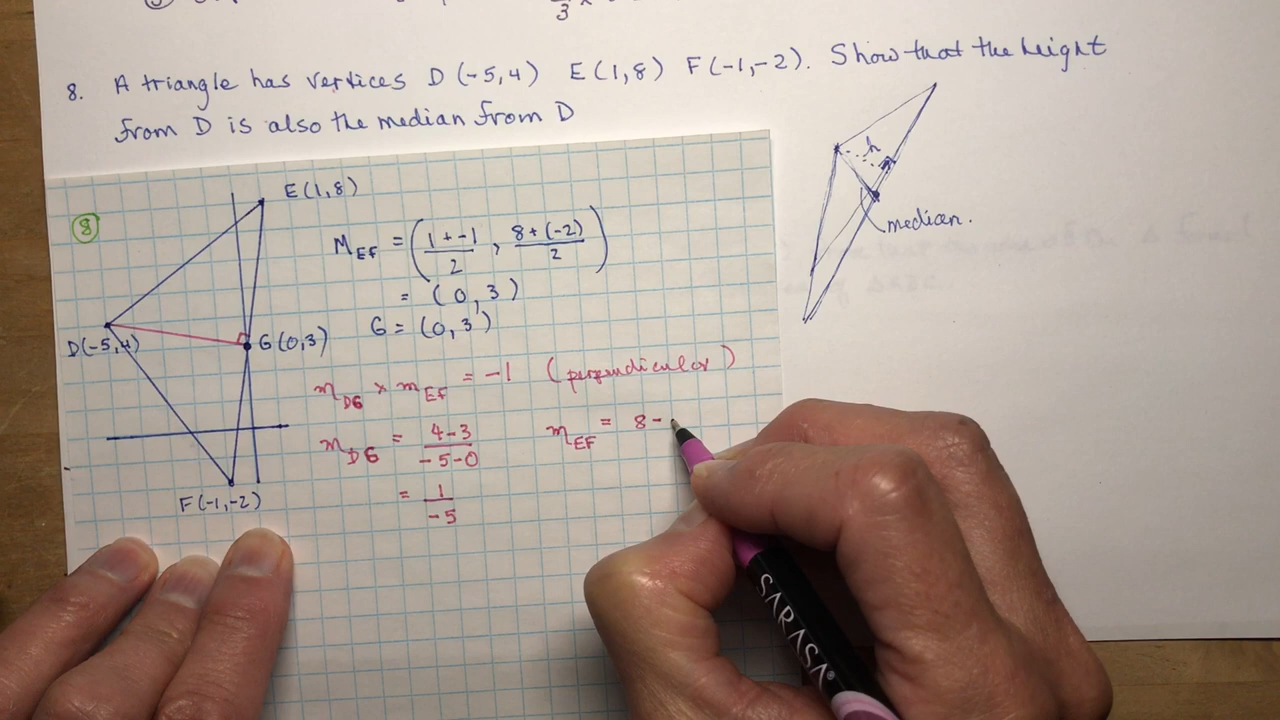 3
8. A triangle has vertices D (-5,4) E (1,8) F (-1,-2). Show that the height
from D is also the median from D
h
median.
8
E (1,8)
D(-5,4)
G(0,3)
F(-1,-2)
M_EF = (1 + -1 / 2 , 8 + (-2) / 2)
= (0, 3)
G = (0, 3)
m_DG × m_EF = -1 (perpendicular)
m_DG = 4-3 / -5-0
= 1 / -5
m_EF = 8 -
SARASA